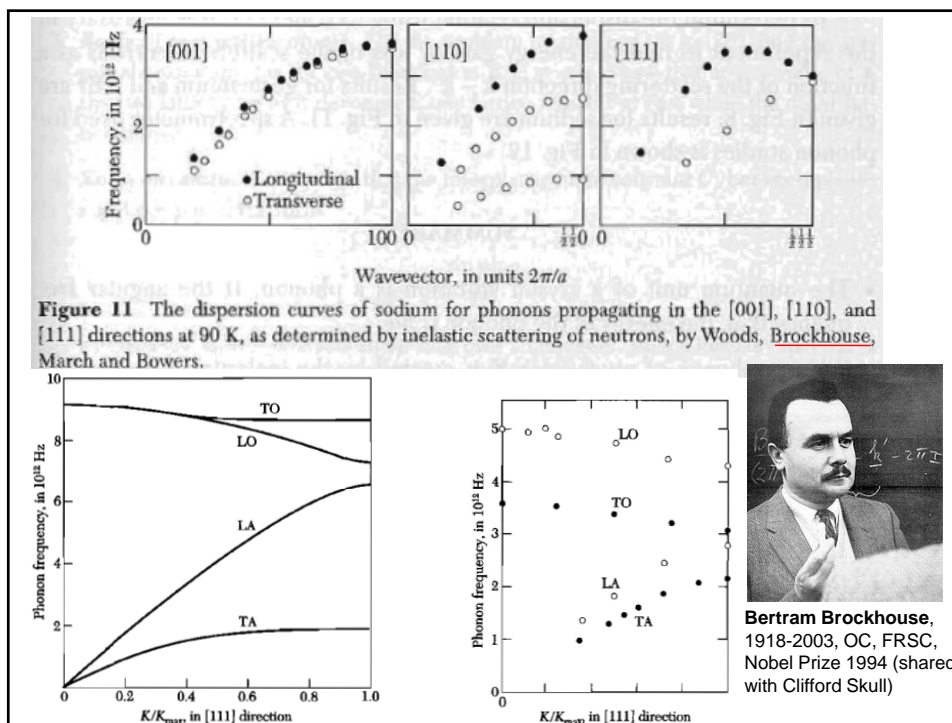 Frequency, in 10¹² Hz
4
2
0
[001]
[110]
[111]
•Longitudinal
○Transverse
0
100
0
½½
0
½½½
Wavevector, in units 2π/a
Figure 11 The dispersion curves of sodium for phonons propagating in the [001], [110], and
[111] directions at 90 K, as determined by inelastic scattering of neutrons, by Woods, Brockhouse,
March and Bowers.
Phonon frequency, in 10¹² Hz
10
8
6
4
2
0
TO
LO
LA
TA
0
0.2
0.4
0.6
0.8
1.0
K/Kmax, in [111] direction
Phonon frequency, in 10¹² Hz
5
4
3
2
1
0
LO
TO
LA
TA
K/Kmax, in [111] direction
Bertram Brockhouse,
1918-2003, OC, FRSC,
Nobel Prize 1994 (shared
with Clifford Skull)